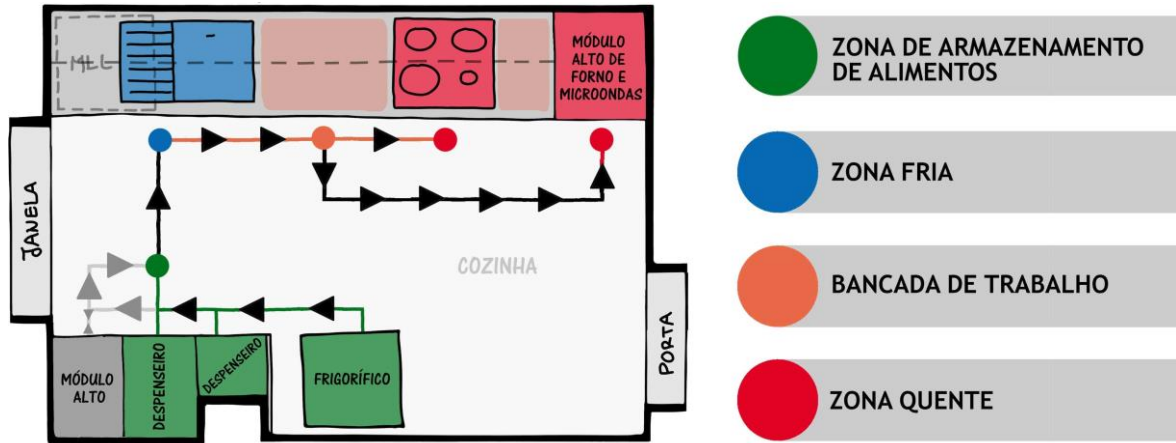 MLL
MÓDULO
ALTO DE
FORNO E
MICROONDAS
JANELA
COZINHA
PORTA
MÓDULO
ALTO
DESPENSEIRO
DESPENSEIRO
FRIGORÍFICO
ZONA DE ARMAZENAMENTO
DE ALIMENTOS
ZONA FRIA
BANCADA DE TRABALHO
ZONA QUENTE